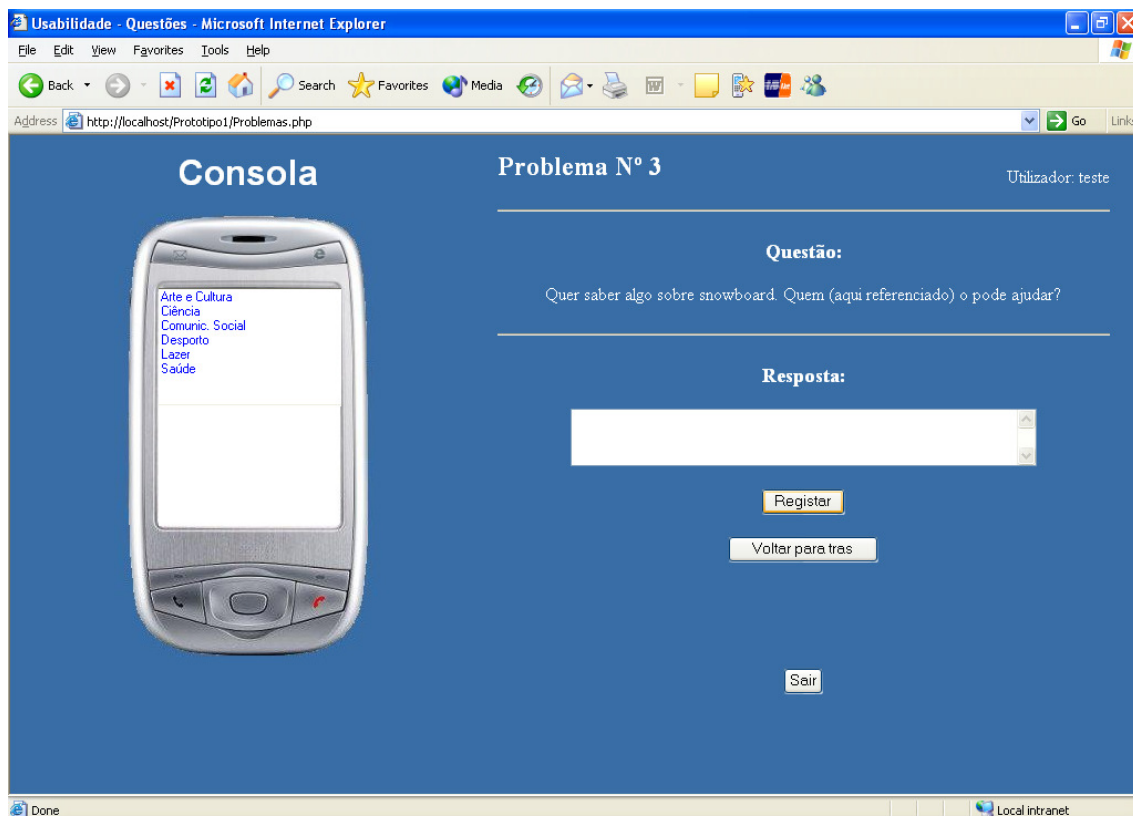 Usabilidade - Questões - Microsoft Internet Explorer
File Edit View Favorites Tools Help
Back Search Favorites Media
Address http://localhost/Prototipo1/Problemas.php Go Links
Consola
Arte e Cultura
Ciência
Comunic. Social
Desporto
Lazer
Saúde
Problema Nº 3
Utilizador: teste
Questão:
Quer saber algo sobre snowboard. Quem (aqui referenciado) o pode ajudar?
Resposta:
Registar
Voltar para tras
Sair
Done Local intranet